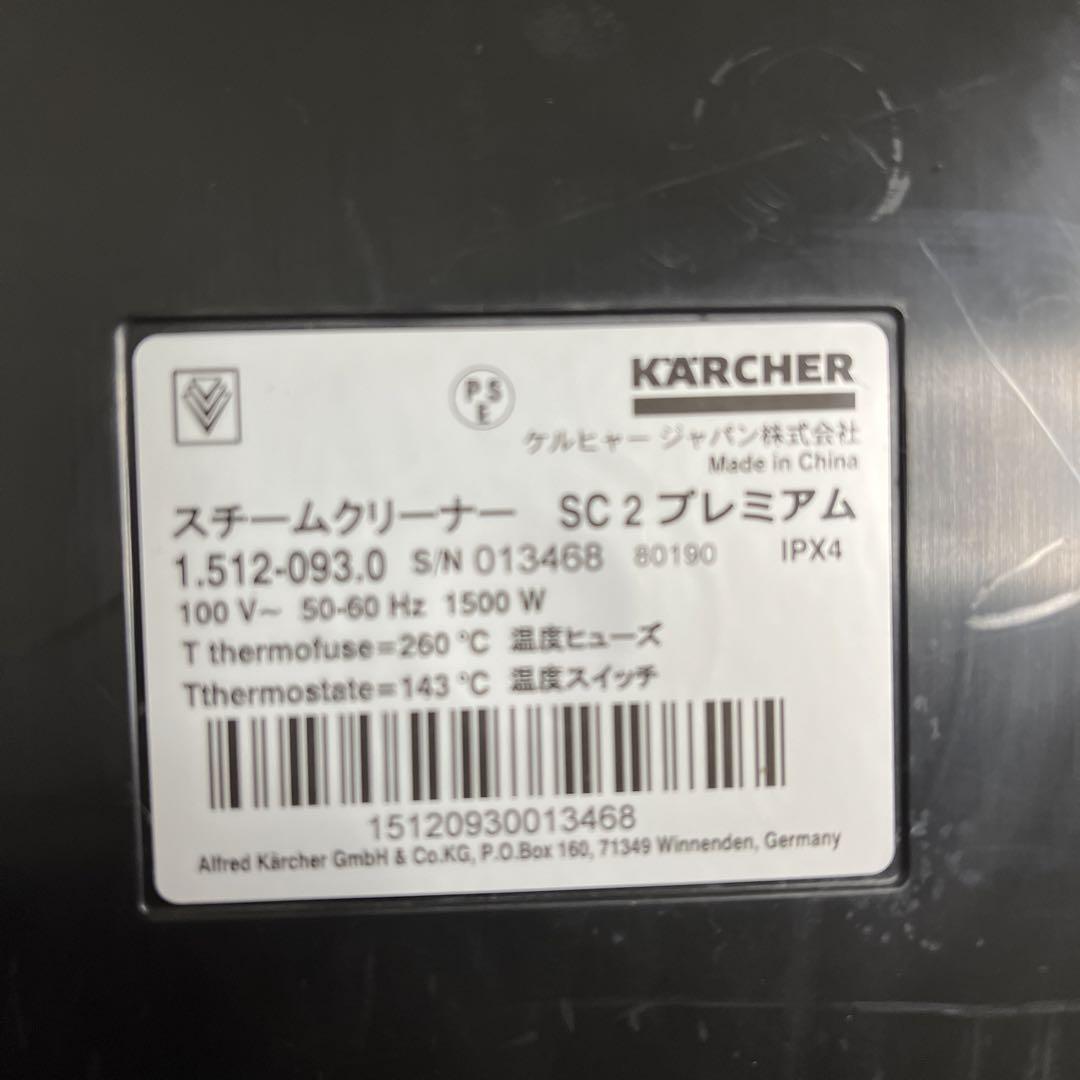 PSE
KÄRCHER
ケルヒャー ジャパン株式会社
Made in China
スチームクリーナー SC 2 プレミアム
1.512-093.0 S/N 013468 80190 IPX4
100 V~ 50-60 Hz 1500 W
T thermofuse=260 °C 温度ヒューズ
Tthermostate=143 °C 温度スイッチ
15120930013468
Alfred Kärcher GmbH & Co.KG, P.O.Box 160, 71349 Winnenden, Germany